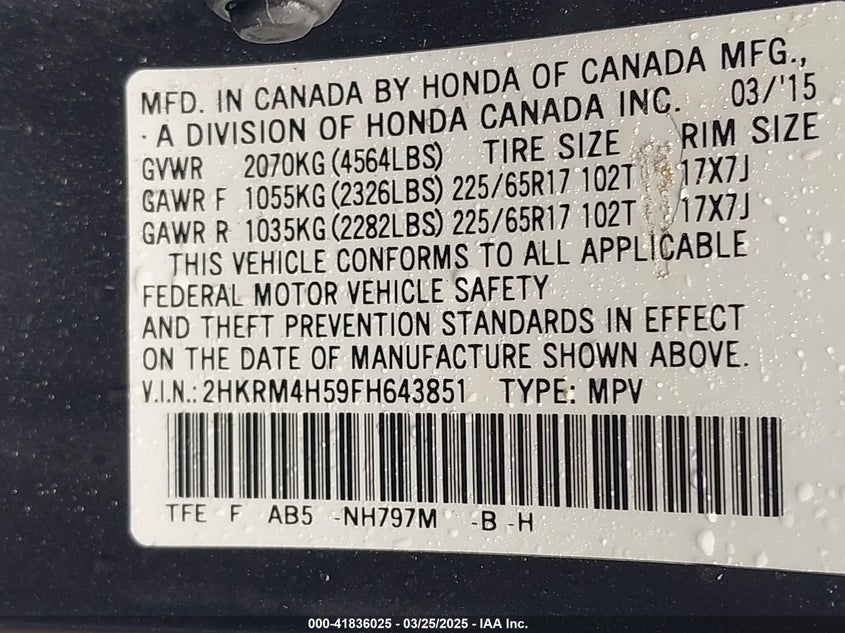 MFD. IN CANADA BY HONDA OF CANADA MFG.,
· A DIVISION OF HONDA CANADA INC. 03/'15
GVWR 2070KG (4564LBS) TIRE SIZE RIM SIZE
GAWR F 1055KG (2326LBS) 225/65R17 102T 17X7J
GAWR R 1035KG (2282LBS) 225/65R17 102T 17X7J
THIS VEHICLE CONFORMS TO ALL APPLICABLE
FEDERAL MOTOR VEHICLE SAFETY
AND THEFT PREVENTION STANDARDS IN EFFECT
ON THE DATE OF MANUFACTURE SHOWN ABOVE.
V.I.N.: 2HKRM4H59FH643851 TYPE: MPV
TFE F AB5 -NH797M -B -H
000-41836025 - 03/25/2025 - IAA Inc.